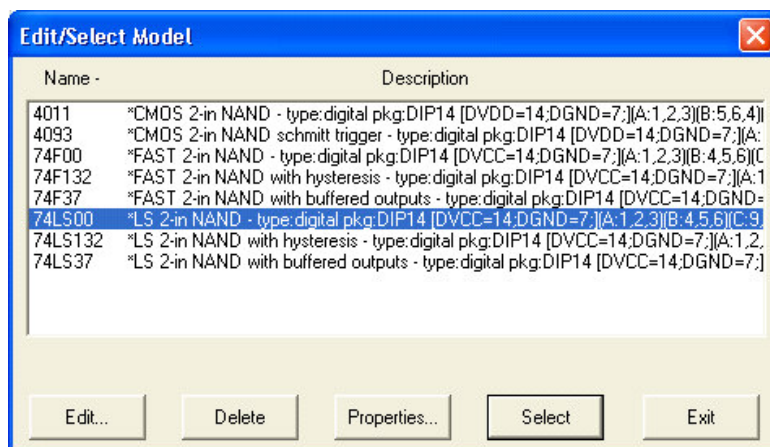 Edit/Select Model
Name - Description
4011 *CMOS 2-in NAND - type:digital pkg:DIP14 [DVDD=14;DGND=7;](A:1,2,3)(B:5,6,4)(
4093 *CMOS 2-in NAND schmitt trigger - type:digital pkg:DIP14 [DVDD=14;DGND=7;](A:
74F00 *FAST 2-in NAND - type:digital pkg:DIP14 [DVCC=14;DGND=7;](A:1,2,3)(B:4,5,6)(C
74F132 *FAST 2-in NAND with hysteresis - type:digital pkg:DIP14 [DVCC=14;DGND=7;](A:1
74F37 *FAST 2-in NAND with buffered outputs - type:digital pkg:DIP14 [DVCC=14;DGND=
74LS00 *LS 2-in NAND - type:digital pkg:DIP14 [DVCC=14;DGND=7;](A:1,2,3)(B:4,5,6)(C:9,
74LS132 *LS 2-in NAND with hysteresis - type:digital pkg:DIP14 [DVCC=14;DGND=7;](A:1,2,
74LS37 *LS 2-in NAND with buffered outputs - type:digital pkg:DIP14 [DVCC=14;DGND=7;]
Edit... Delete Properties... Select Exit